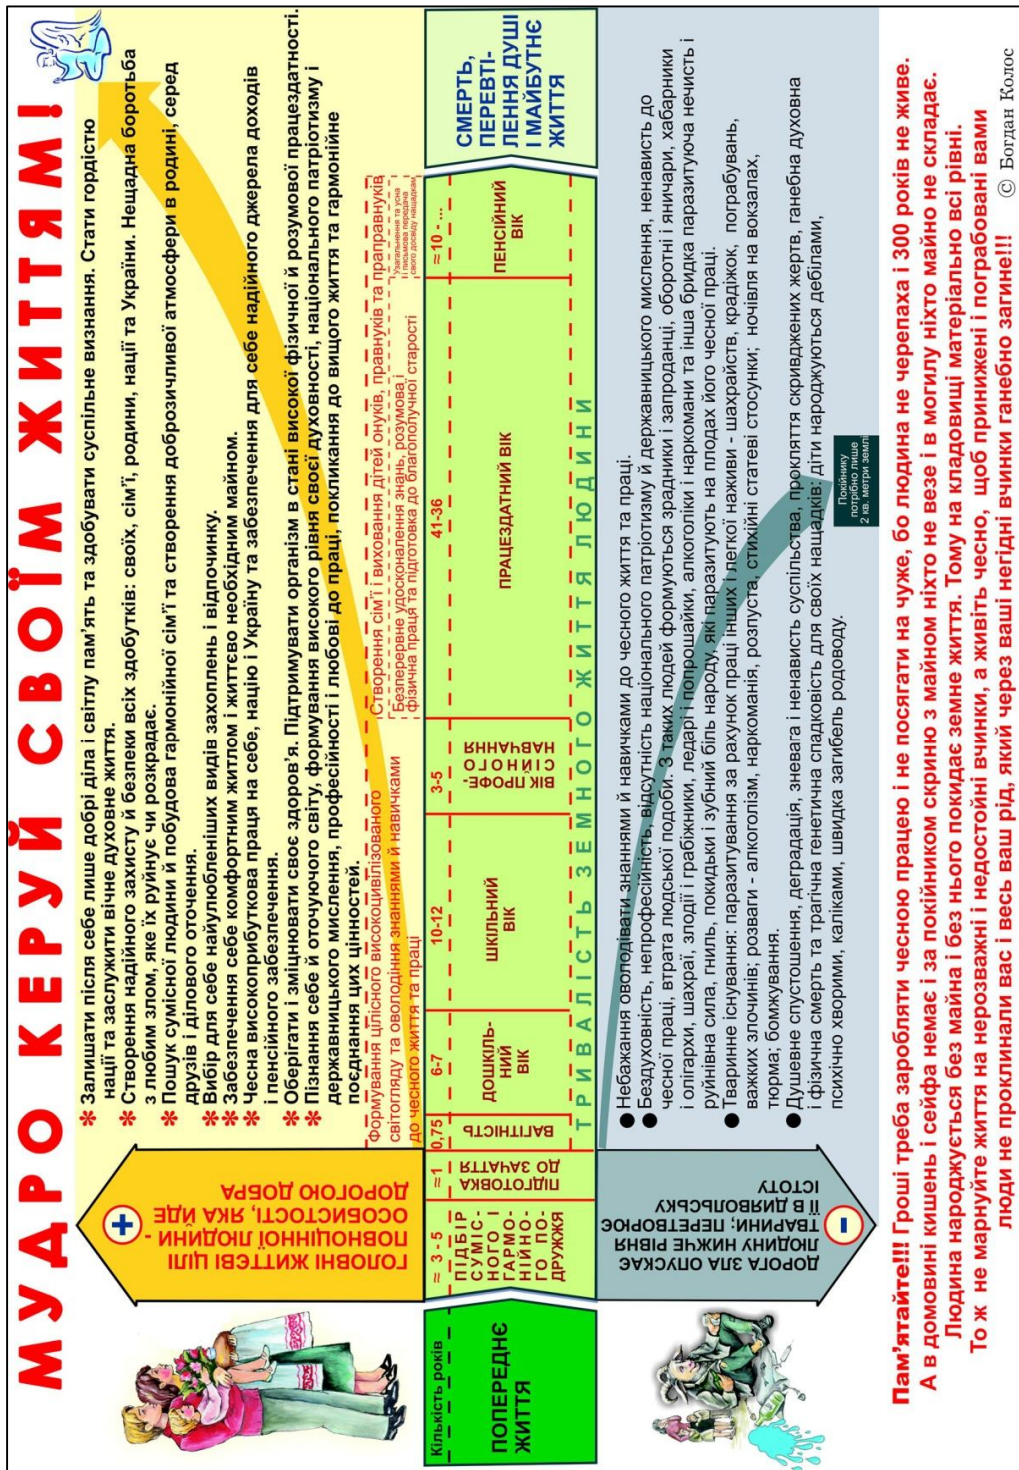 МУДРО КЕРУЙ СВОЇМ ЖИТТЯМ!
ГОЛОВНІ ЖИТТЄВІ ЦІЛІ
ПОВНОЦІННОЇ ЛЮДИНИ -
ОСОБИСТОСТІ, ЯКА ЙДЕ
ДОРОГОЮ ДОБРА
+
* Залишати після себе лише добрі діла і світлу пам'ять та здобувати суспільне визнання. Стати гордістю
нації та заслужити вічне духовне життя.
* Створення надійного захисту й безпеки всіх здобутків: своїх, сім'ї, родини, нації та України. Нещадна боротьба
з любим злом, яке їх руйнує чи розкрадає.
* Пошук сумісної людини й побудова гармонійної сім'ї та створення доброзичливої атмосфери в родині, серед
друзів і ділового оточення.
* Вибір для себе найулюбленіших видів захоплень і відпочинку.
* Забезпечення себе комфортним житлом і життєво необхідним майном.
* Чесна високоприбуткова праця на себе, націю і Україну та забезпечення для себе надійного джерела доходів
і пенсійного забезпечення.
* Оберігати і зміцнювати своє здоров'я. Підтримувати організм в стані високої фізичної й розумової працездатності.
* Пізнання себе й оточуючого світу, формування високого рівня своєї духовності, національного патріотизму і
державницького мислення, професійності і любові до праці, покликання до вищого життя та гармонійне
поєднання цих цінностей.
Формування цілісного високоцивілізованого
світогляду та оволодіння знаннями й навичками
до чесного життя та праці
Створення сім'ї і виховання дітей онуків, правнуків та праправнуків
Безперервне удосконалення знань, розумова і
фізична праця та підготовка до благополучної старості
Узагальнення та усна
і письмова передача
свого досвіду нащадкам
Кількість років
≈ 3 - 5
≈1
0,75
6-7
10-12
3-5
41-36
≈10 - ...
ПОПЕРЕДНЄ
ЖИТТЯ
ПІДБІР
СУМІС-
НОГО І
ГАРМО-
НІЙНО-
ГО ПО-
ДРУЖЖЯ
ПІДГОТОВКА
ДО ЗАЧАТТЯ
ВАГІТНІСТЬ
ДОШКІЛЬ-
НИЙ
ВІК
ШКІЛЬНИЙ
ВІК
ВІК ПРОФЕ-
СІЙНОГО
НАВЧАННЯ
ПРАЦЕЗДАТНИЙ ВІК
ПЕНСІЙНИЙ
ВІК
СМЕРТЬ,
ПЕРЕВТІ-
ЛЕННЯ ДУШІ
І МАЙБУТНЄ
ЖИТТЯ
ТРИВАЛІСТЬ ЗЕМНОГО ЖИТТЯ ЛЮДИНИ
ДОРОГА ЗЛА ОПУСКАЄ
ЛЮДИНУ НИЖЧЕ РІВНЯ
ТВАРИНИ; ПЕРЕТВОРЮЄ
ЇЇ В ДИЯВОЛЬСЬКУ
ІСТОТУ
-
● Небажання оволодівати знаннями й навичками до чесного життя та праці.
● Бездуховність, непрофесійність, відсутність національного патріотизму й державницького мислення, ненависть до
чесної праці, втрата людської подоби. З таких людей формуються зрадники і запроданці, оборотні і яничари, хабарники
і олігархи, шахраї, злодії і грабіжники, ледарі і попрошайки, алкоголіки і наркомани та інша бридка паразитуюча нечисть і
руйнівна сила, гниль, покидьки і зубний біль народу, які паразитують на плодах його чесної праці.
● Тваринне існування: паразитування за рахунок праці інших і легкої наживи - шахрайств, крадіжок, пограбувань,
важких злочинів; розваги - алкоголізм, наркоманія, розпуста, стихійні статеві стосунки; ночівля на вокзалах,
тюрма; бомжування.
● Душевне спустошення, деградація, зневага і ненависть суспільства, прокляття скривджених жертв, ганебна духовна
і фізична смерть та трагічна генетична спадковість для своїх нащадків: діти народжуються дебілами,
психічно хворими, каліками, швидка загибель родоводу.
Покійнику
потрібно лише
2 кв. метри землі
Пам'ятайте!!! Гроші треба заробляти чесною працею і не посягати на чуже, бо людина не черепаха і 300 років не живе.
А в домовині кишень і сейфа немає і за покійником скриню з майном ніхто не везе і в могилу ніхто майно не складає.
Людина народжується без майна і без нього покидає земне життя. Тому на кладовищі матеріально всі рівні.
То ж не марнуйте життя на нерозважні і недостойні вчинки, а живіть чесно, щоб принижені і пограбовані вами
люди не проклинали вас і весь ваш рід, який через ваші негідні вчинки ганебно загине!!!
© Богдан Колос